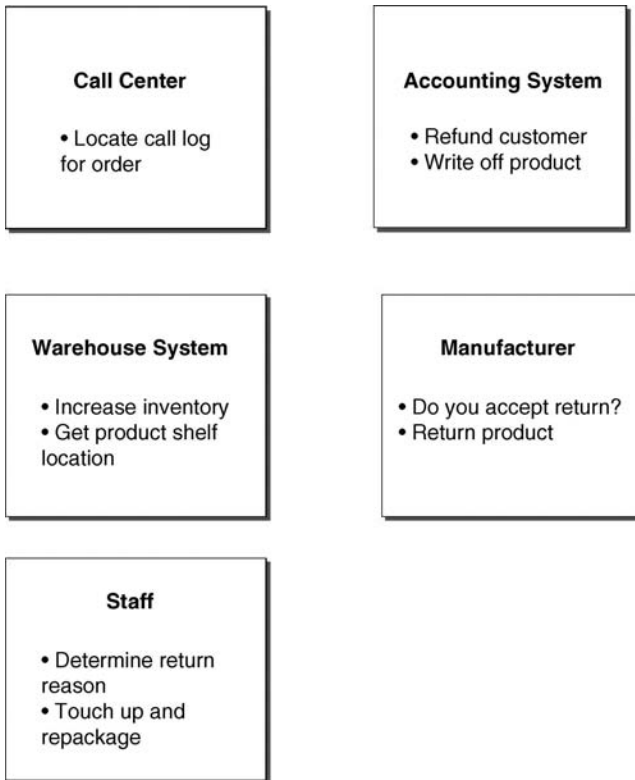 Call Center
• Locate call log
for order
Accounting System
• Refund customer
• Write off product
Warehouse System
• Increase inventory
• Get product shelf
location
Manufacturer
• Do you accept return?
• Return product
Staff
• Determine return
reason
• Touch up and
repackage